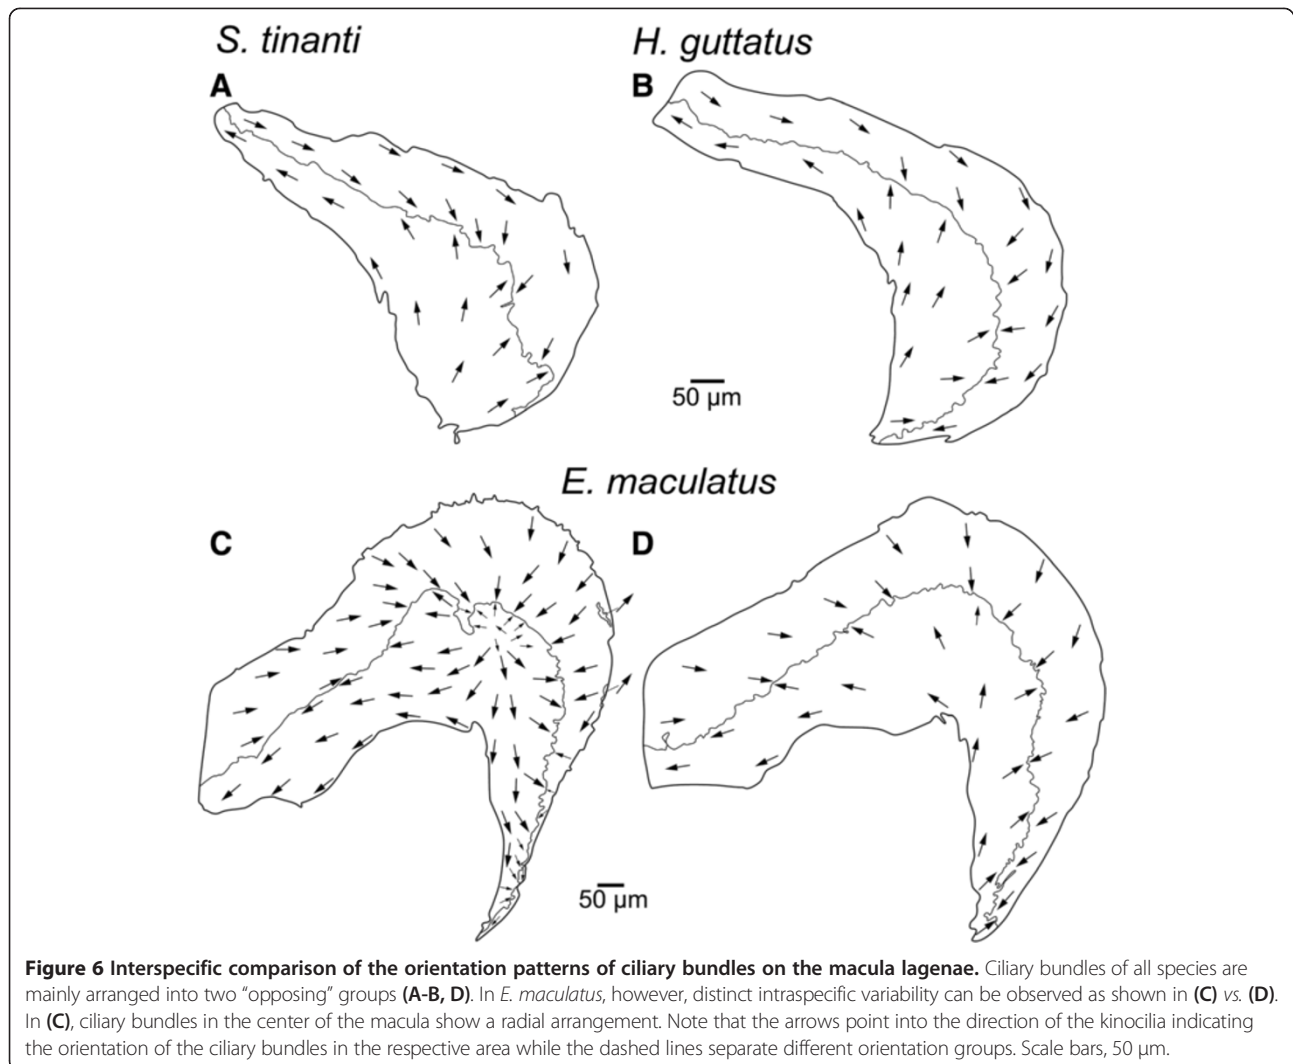 S. tinanti
H. guttatus
A
B
50 µm
E. maculatus
C
D
50 µm
Figure 6 Interspecific comparison of the orientation patterns of ciliary bundles on the macula lagenae. Ciliary bundles of all species are
mainly arranged into two “opposing” groups (A-B, D). In E. maculatus, however, distinct intraspecific variability can be observed as shown in (C) vs. (D).
In (C), ciliary bundles in the center of the macula show a radial arrangement. Note that the arrows point into the direction of the kinocilia indicating
the orientation of the ciliary bundles in the respective area while the dashed lines separate different orientation groups. Scale bars, 50 µm.